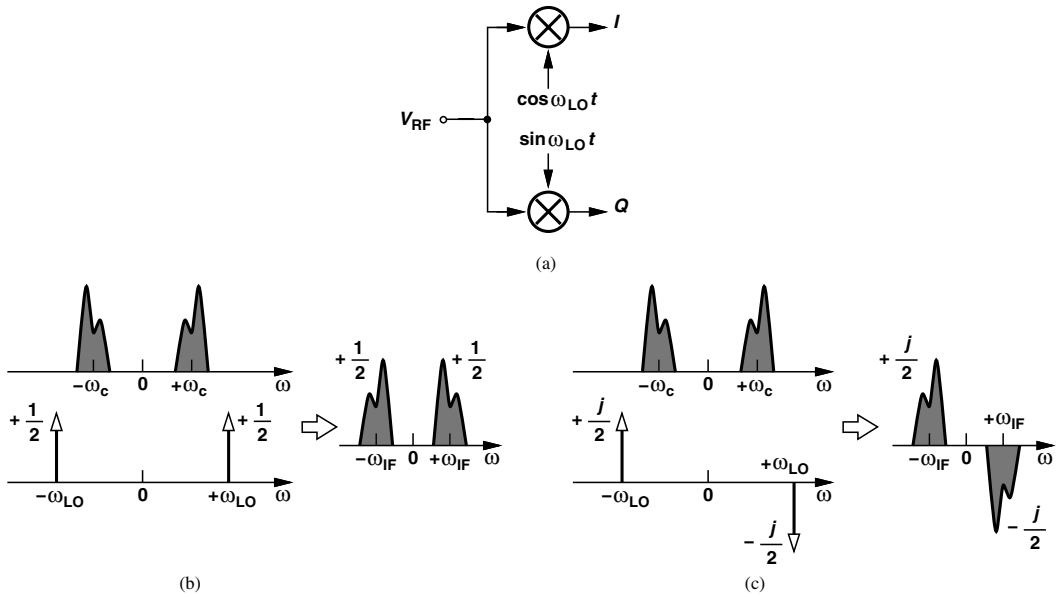 I
cos ω_LO t
V_RF
sin ω_LO t
Q
(a)
−ω_c 0 +ω_c ω
+ 1/2 + 1/2
−ω_LO 0 +ω_LO ω
+ 1/2 + 1/2
−ω_IF 0 +ω_IF ω
(b)
−ω_c 0 +ω_c ω
+ j/2
−ω_LO 0 +ω_LO ω
− j/2
+ j/2
+ω_IF
−ω_IF 0 ω
− j/2
(c)